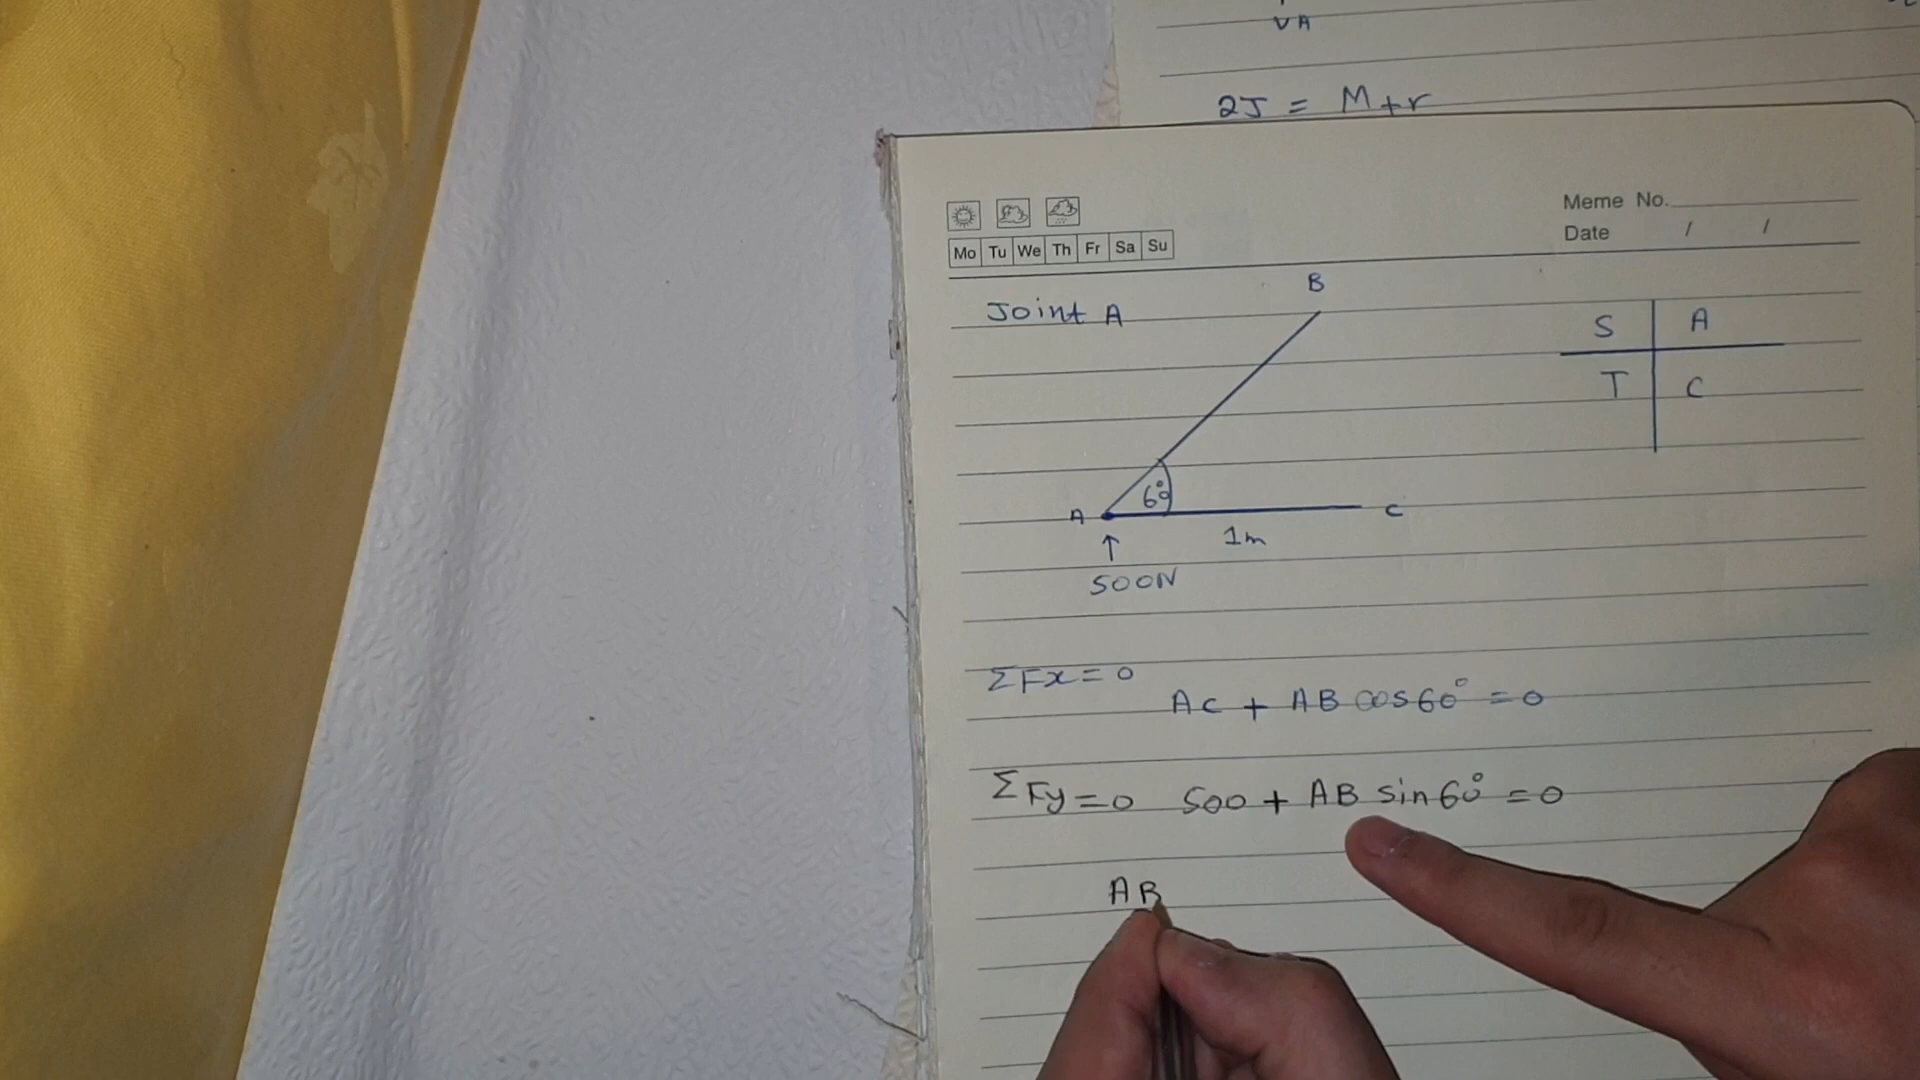 VA
2J = M+r
Meme No.
Date / /
Mo Tu We Th Fr Sa Su
Joint A
B
S A
T C
60°
A
C
1m
500N
ΣFx=0
AC + AB cos60° = 0
ΣFy=0 500 + AB sin60° =0
AB